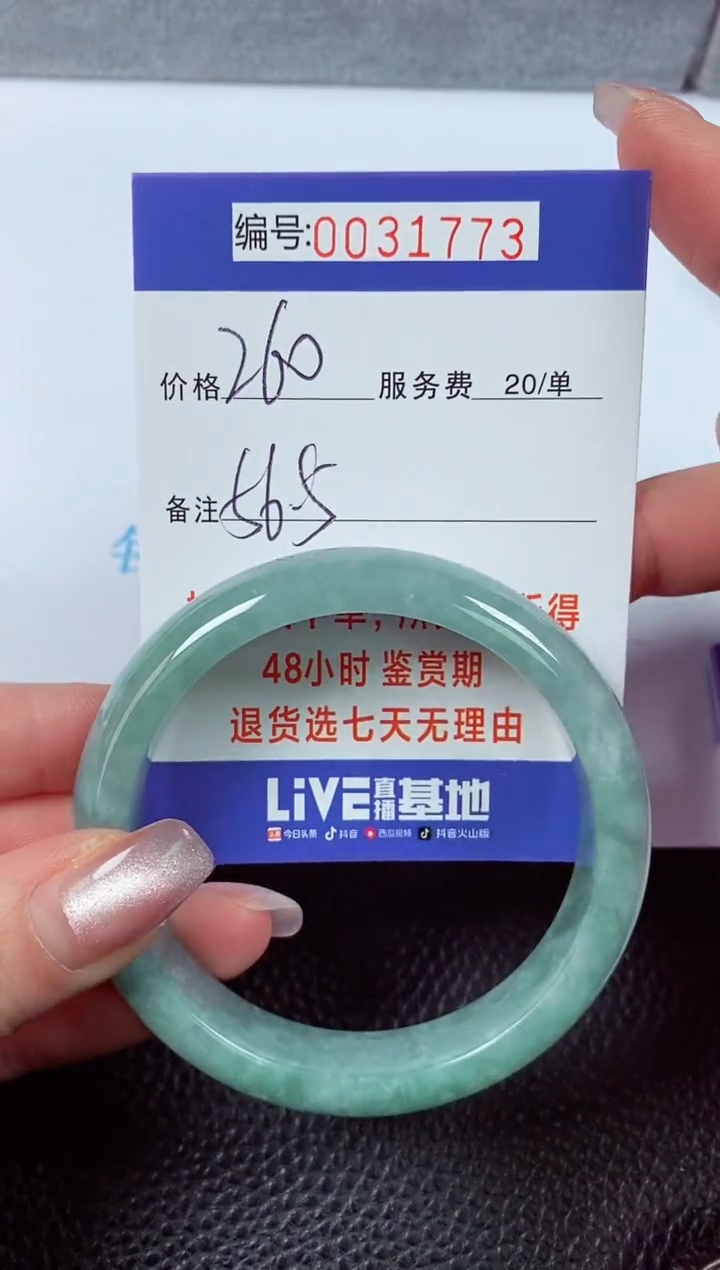 编号:0031773
价格260 服务费 20/单
备注56.5
得
48小时 鉴赏期
退货选七天无理由
LiVE直播基地
今日头条 抖音 西瓜视频 抖音火山版